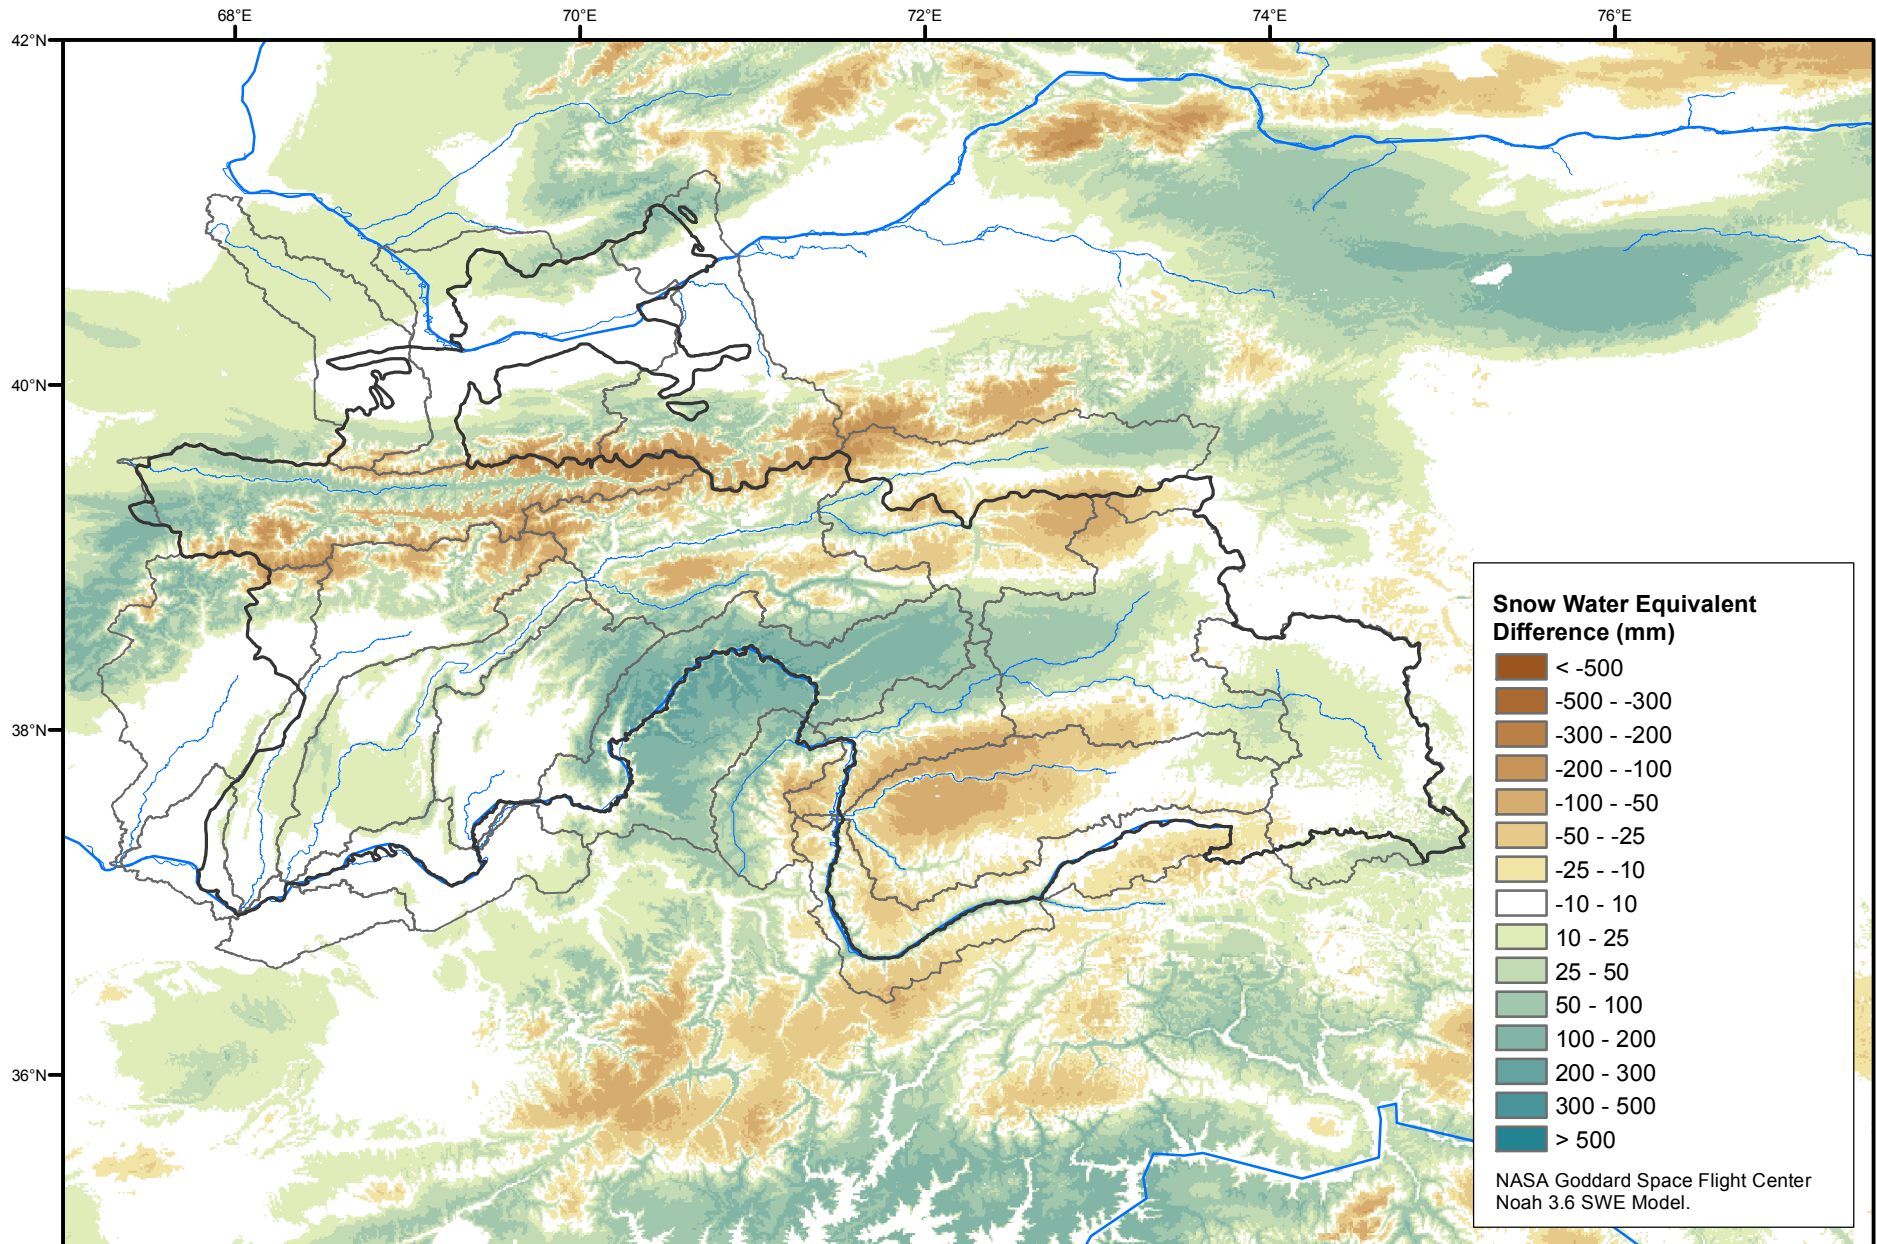 68°E
70°E
72°E
74°E
76°E
42°N
40°N
38°N
36°N
Snow Water Equivalent
Difference (mm)
< -500
-500 - -300
-300 - -200
-200 - -100
-100 - -50
-50 - -25
-25 - -10
-10 - 10
10 - 25
25 - 50
50 - 100
100 - 200
200 - 300
300 - 500
> 500
NASA Goddard Space Flight Center
Noah 3.6 SWE Model.